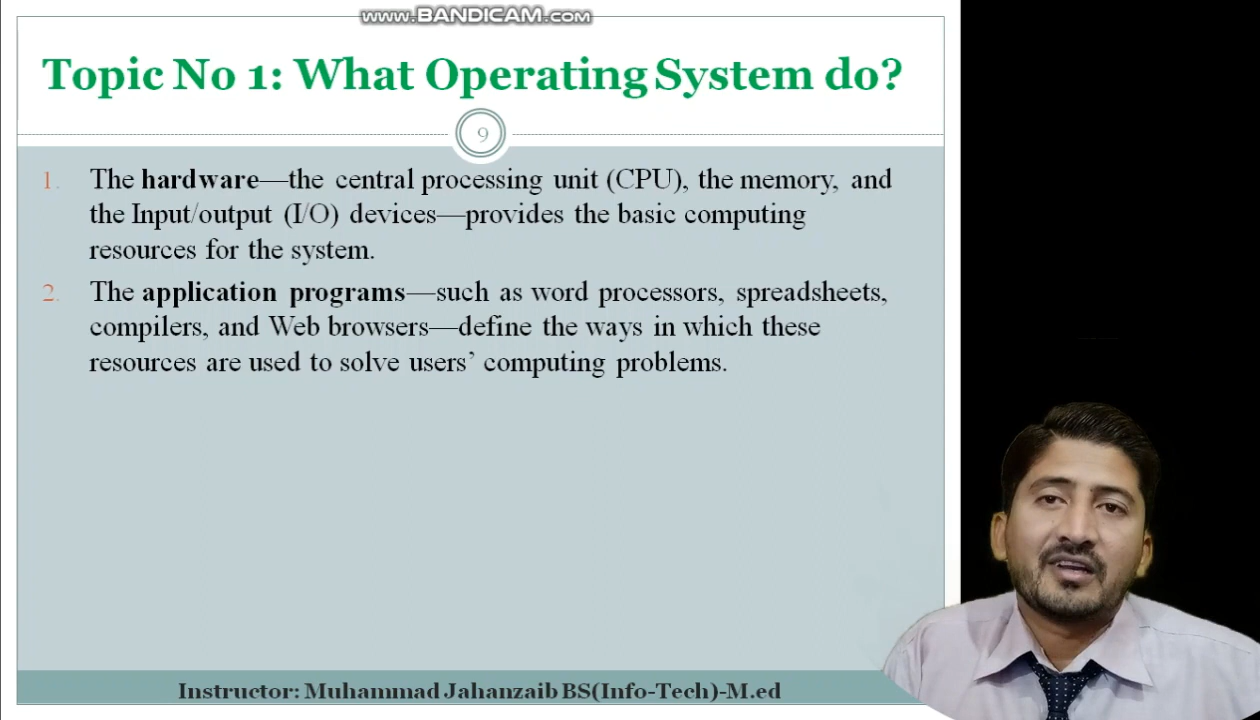 www.BANDICAM.com
Topic No 1: What Operating System do?
9
1. The hardware—the central processing unit (CPU), the memory, and
the Input/output (I/O) devices—provides the basic computing
resources for the system.
2. The application programs—such as word processors, spreadsheets,
compilers, and Web browsers—define the ways in which these
resources are used to solve users’ computing problems.
Instructor: Muhammad Jahanzaib BS(Info-Tech)-M.ed